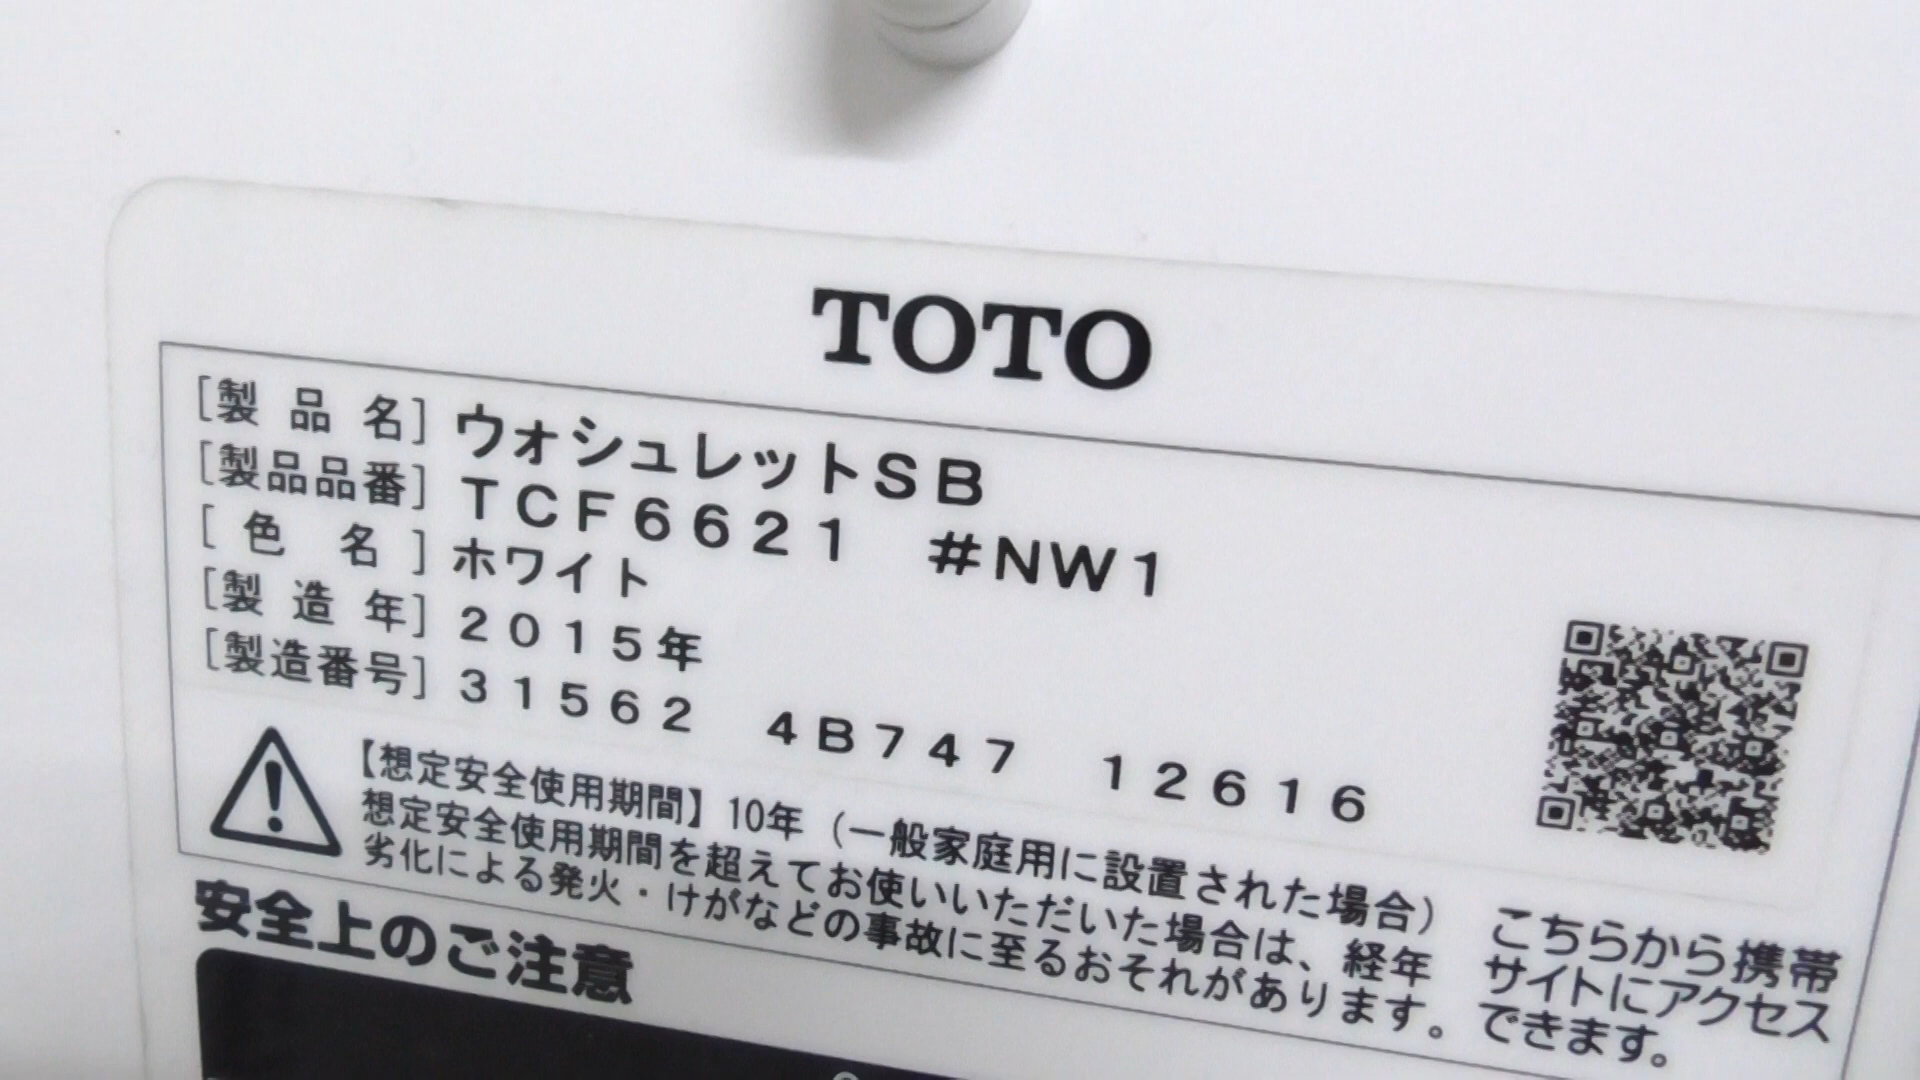 TOTO
[製品名] ウォシュレットSB
[製品品番] TCF6621 #NW1
[色名] ホワイト
[製造年] 2015年
[製造番号] 31562 4B747 12616
【想定安全使用期間】10年(一般家庭用に設置された場合)
想定安全使用期間を超えてお使いいただいた場合は、経年
劣化による発火・けがなどの事故に至るおそれがあります。
こちらから携帯
サイトにアクセス
できます。
安全上のご注意